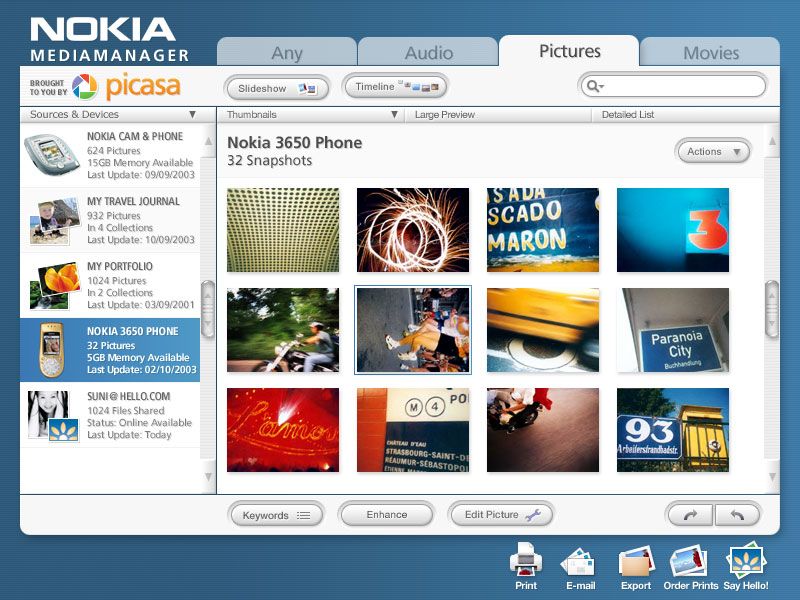 NOKIA
MEDIAMANAGER
Any
Audio
Pictures
Movies
BROUGHT
TO YOU BY
picasa
Slideshow
Timeline
Sources & Devices
Thumbnails
Large Preview
Detailed List
NOKIA CAM & PHONE
624 Pictures
15GB Memory Available
Last Update: 09/09/2003
MY TRAVEL JOURNAL
932 Pictures
In 4 Collections
Last Update: 10/09/2003
MY PORTFOLIO
1024 Pictures
In 2 Collections
Last Update: 03/09/2001
NOKIA 3650 PHONE
32 Pictures
5GB Memory Available
Last Update: 02/10/2003
SUNI@HELLO.COM
1024 Files Shared
Status: Online Available
Last Update: Today
Nokia 3650 Phone
32 Snapshots
Actions
SADA
SCADO
MARON
3
Paranoia
City
Buchhandlung
Lamou
M 4 PO
CHÂTEAU D'EAU
STRASBOURG-SAINT-D
RÉAUMUR-SÉBASTOPO
ÉTIENNE MARC
93
Arbeiterstrandbadstr.
3
Keywords
Enhance
Edit Picture
Print
E-mail
Export
Order Prints
Say Hello!